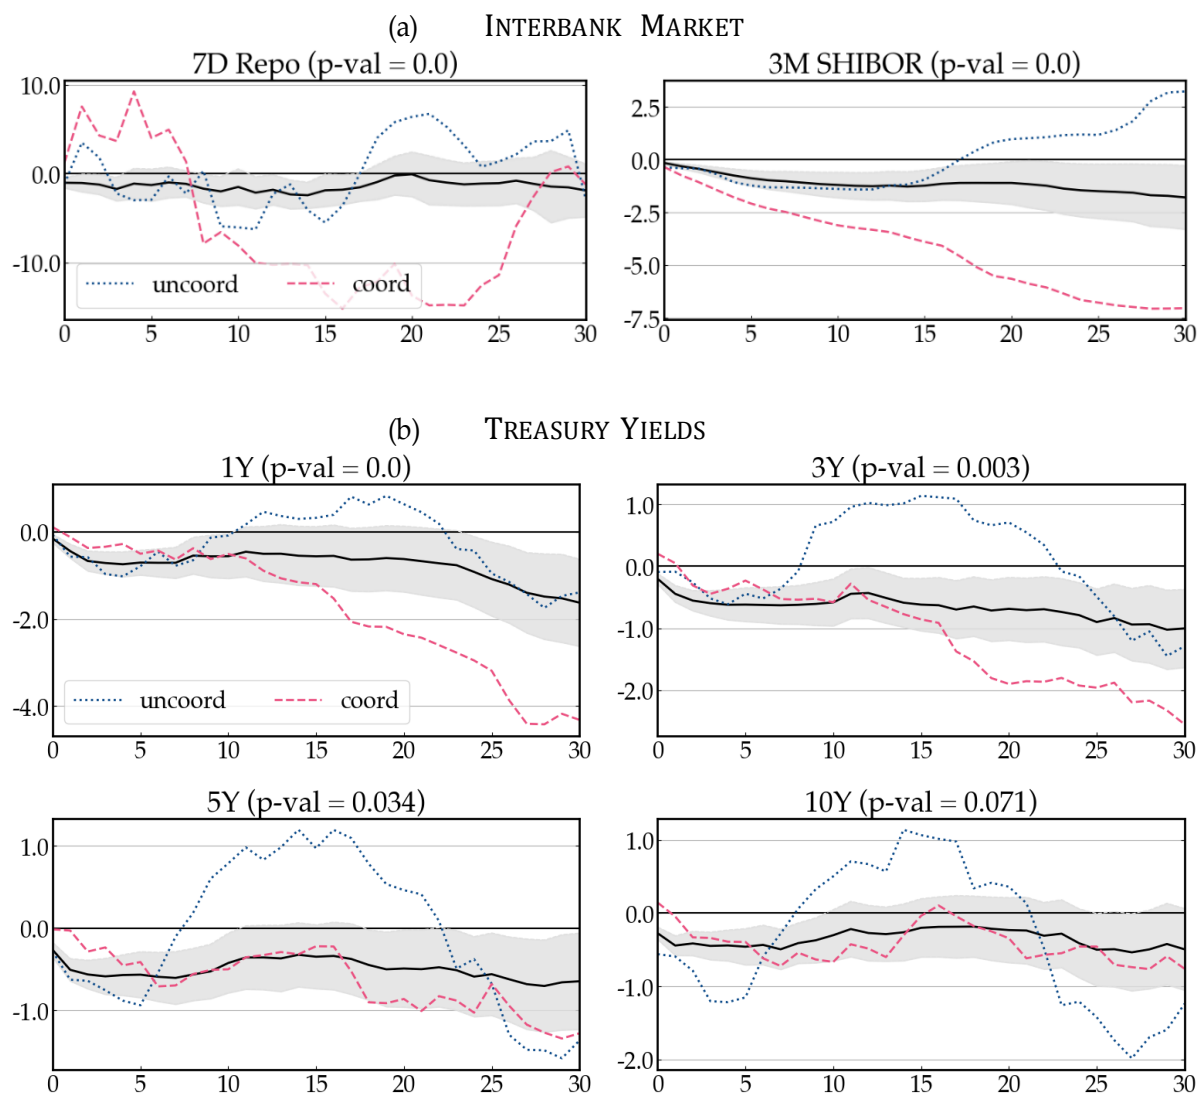 (a) INTERBANK MARKET
7D Repo (p-val = 0.0)
10.0
0.0
-10.0
uncoord
coord
0 5 10 15 20 25 30
3M SHIBOR (p-val = 0.0)
2.5
0.0
-2.5
-5.0
-7.5
0 5 10 15 20 25 30
(b) TREASURY YIELDS
1Y (p-val = 0.0)
0.0
-2.0
-4.0
uncoord
coord
0 5 10 15 20 25 30
3Y (p-val = 0.003)
1.0
0.0
-1.0
-2.0
0 5 10 15 20 25 30
5Y (p-val = 0.034)
1.0
0.0
-1.0
0 5 10 15 20 25 30
10Y (p-val = 0.071)
1.0
0.0
-1.0
-2.0
0 5 10 15 20 25 30